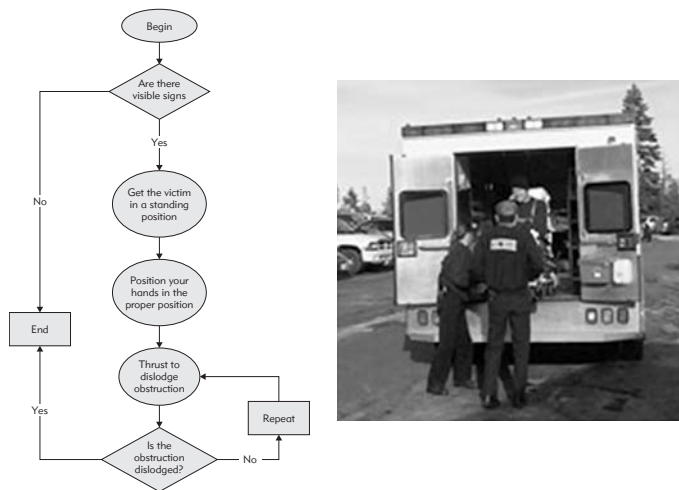 Begin
Are there
visible signs
Yes
No
Get the victim
in a standing
position
Position your
hands in the
proper position
End
Thrust to
dislodge
obstruction
Yes
Repeat
Is the
obstruction
dislodged?
No